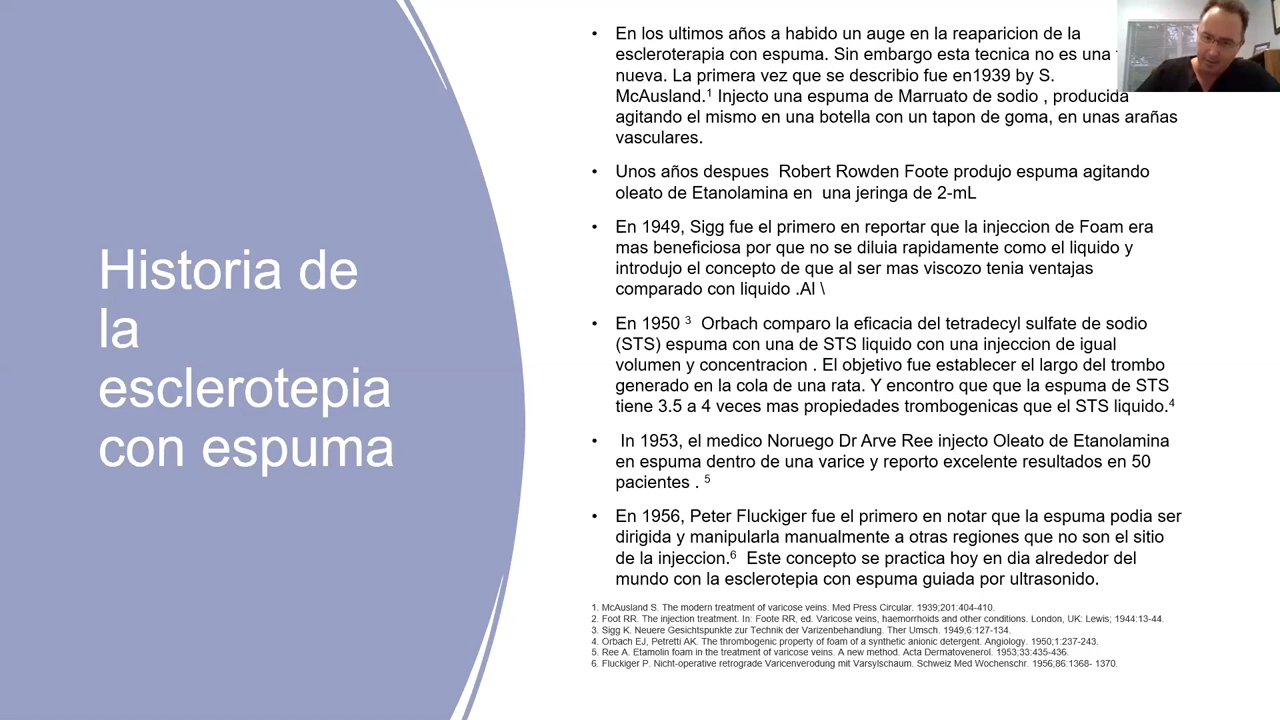 Historia de
la
esclerotepia
con espuma
• En los ultimos años a habido un auge en la reaparicion de la
escleroterapia con espuma. Sin embargo esta tecnica no es una
nueva. La primera vez que se describio fue en1939 by S.
McAusland.1 Injecto una espuma de Marruato de sodio , producida
agitando el mismo en una botella con un tapon de goma, en unas arañas
vasculares.
• Unos años despues Robert Rowden Foote produjo espuma agitando
oleato de Etanolamina en una jeringa de 2-mL
• En 1949, Sigg fue el primero en reportar que la injeccion de Foam era
mas beneficiosa por que no se diluia rapidamente como el liquido y
introdujo el concepto de que al ser mas viscozo tenia ventajas
comparado con liquido .Al \
• En 1950 3 Orbach comparo la eficacia del tetradecyl sulfate de sodio
(STS) espuma con una de STS liquido con una injeccion de igual
volumen y concentracion . El objetivo fue establecer el largo del trombo
generado en la cola de una rata. Y encontro que que la espuma de STS
tiene 3.5 a 4 veces mas propiedades trombogenicas que el STS liquido.4
• In 1953, el medico Noruego Dr Arve Ree injecto Oleato de Etanolamina
en espuma dentro de una varice y reporto excelente resultados en 50
pacientes . 5
• En 1956, Peter Fluckiger fue el primero en notar que la espuma podia ser
dirigida y manipularla manualmente a otras regiones que no son el sitio
de la injeccion.6 Este concepto se practica hoy en dia alrededor del
mundo con la esclerotepia con espuma guiada por ultrasonido.
1. McAusland S. The modern treatment of varicose veins. Med Press Circular. 1939;201:404-410.
2. Foot RR. The injection treatment. In: Foote RR, ed. Varicose veins, haemorrhoids and other conditions. London, UK: Lewis; 1944:13-44.
3. Sigg K. Neuere Gesichtspunkte zur Technik der Varizenbehandlung. Ther Umsch. 1949;6:127-134.
4. Orbach EJ, Petretti AK. The thrombogenic property of foam of a synthetic anionic detergent. Angiology. 1950;1:237-243.
5. Ree A. Etamolin foam in the treatment of varicose veins. A new method. Acta Dermatovenerol. 1953;33:435-436.
6. Fluckiger P. Nicht-operative retrograde Varicenverodung mit Varsylschaum. Schweiz Med Wochenschr. 1956,86:1368- 1370.